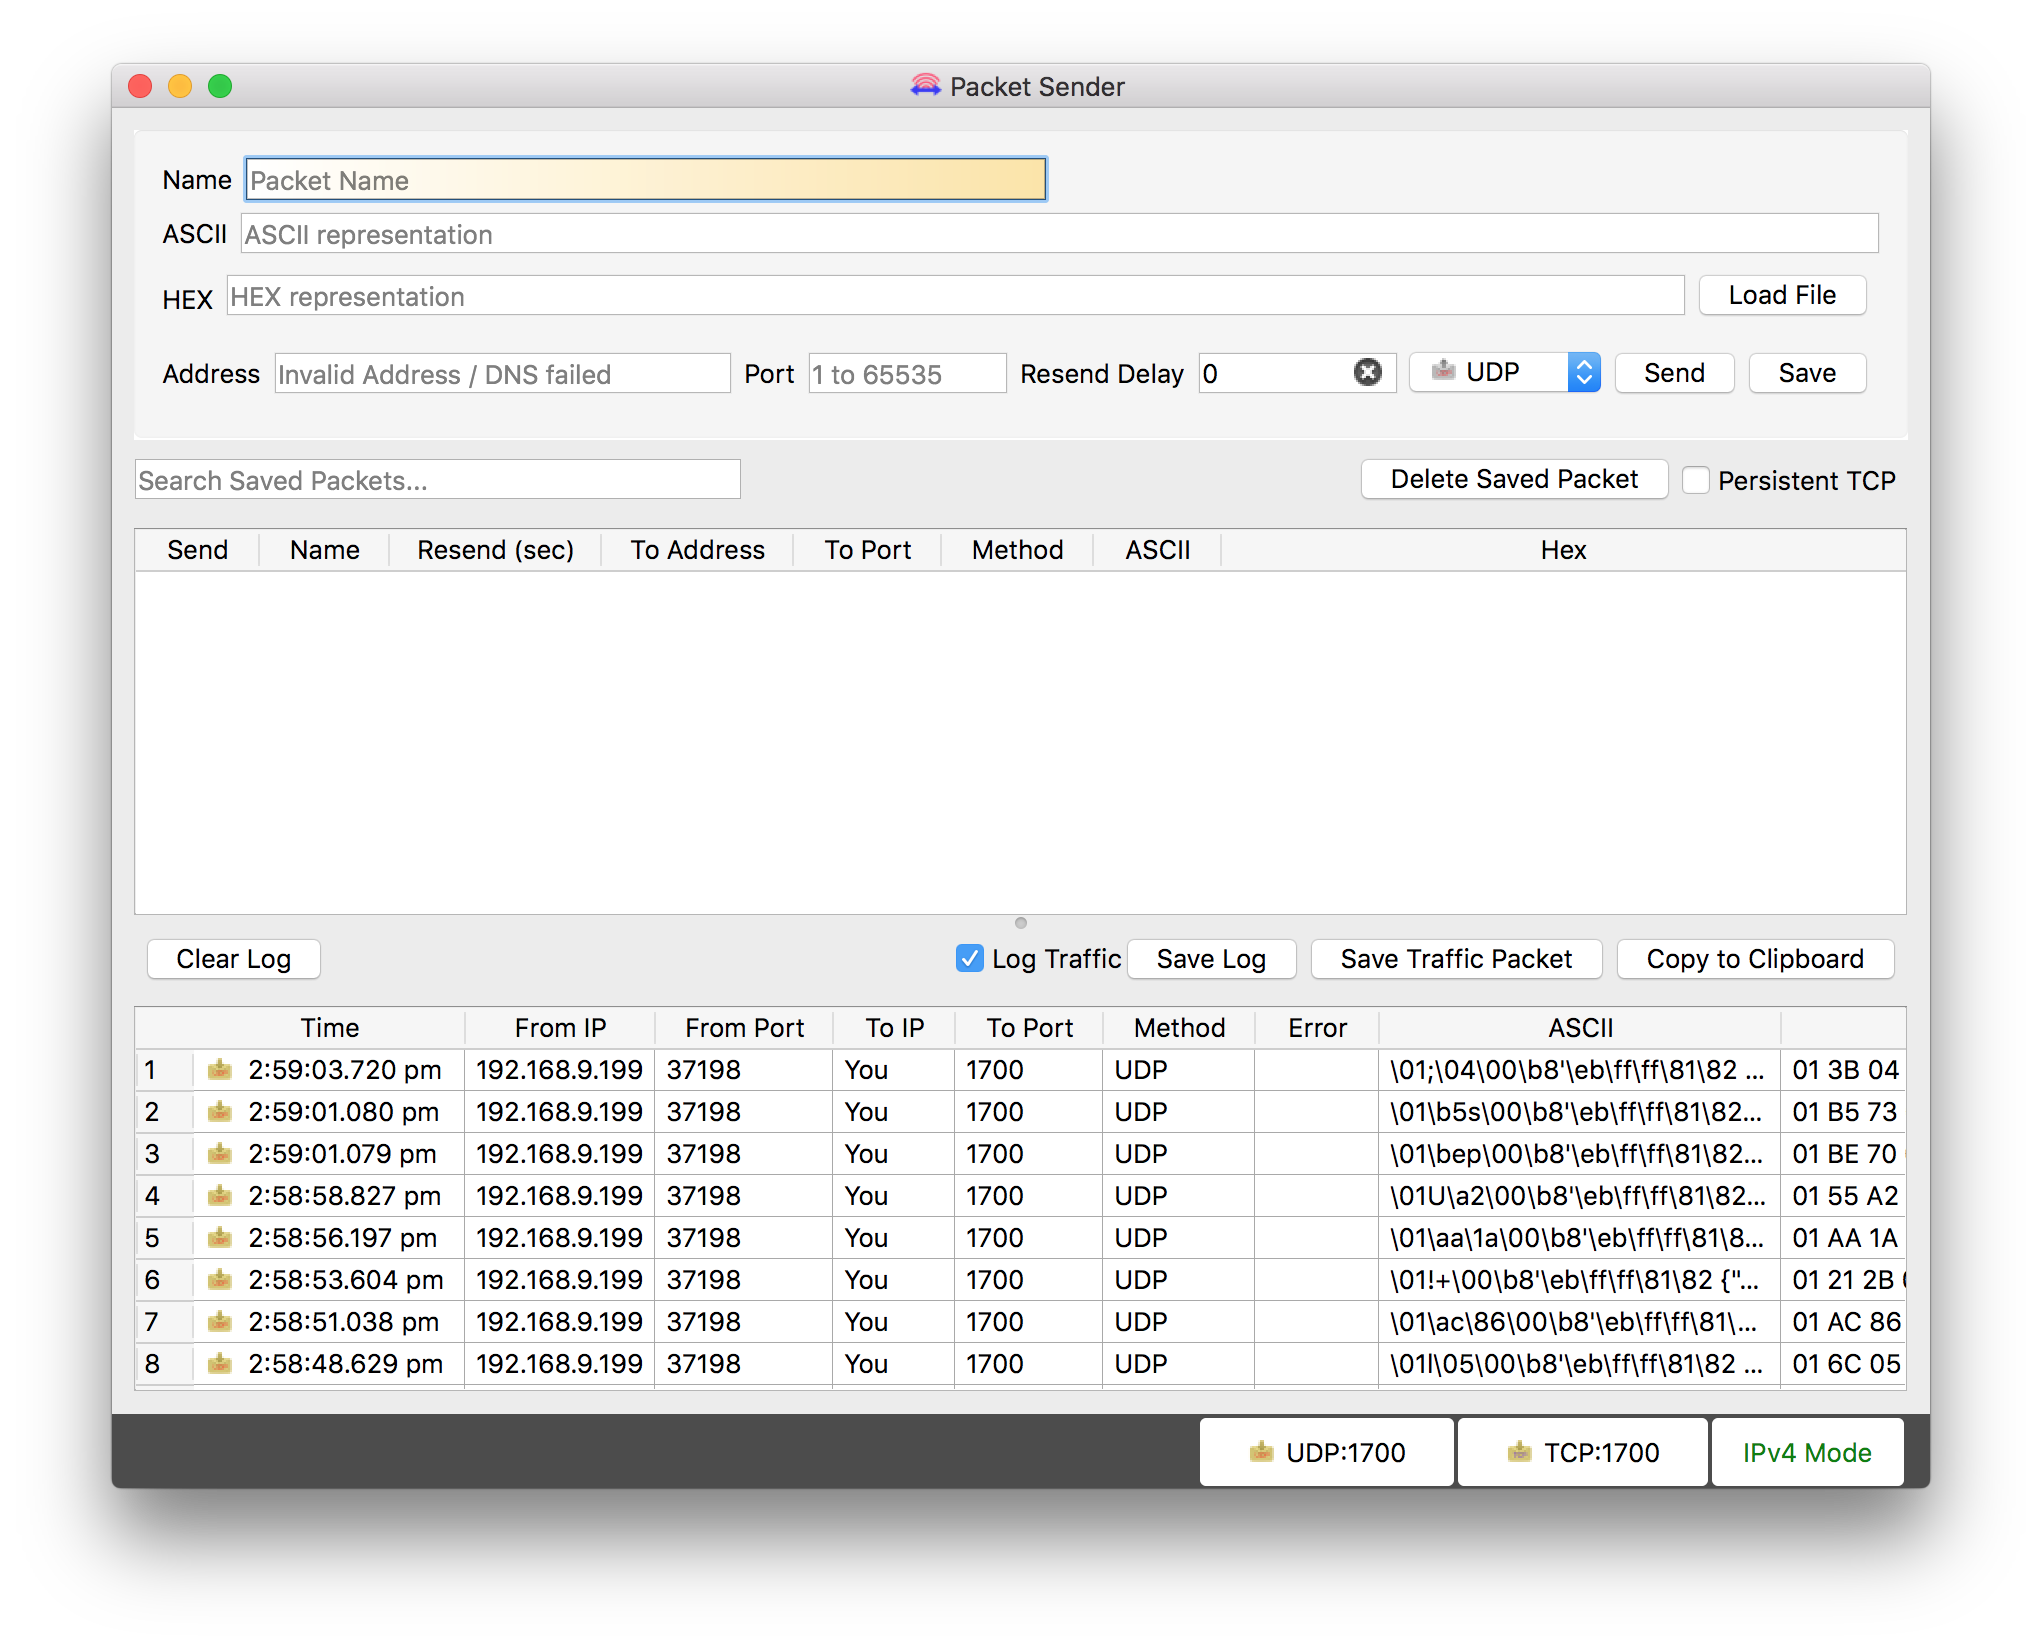 Packet Sender
Name Packet Name
ASCII ASCII representation
HEX HEX representation Load File
Address Invalid Address / DNS failed Port 1 to 65535 Resend Delay 0 UDP Send Save
Search Saved Packets... Delete Saved Packet Persistent TCP
Send Name Resend (sec) To Address To Port Method ASCII Hex
Clear Log Log Traffic Save Log Save Traffic Packet Copy to Clipboard
Time From IP From Port To IP To Port Method Error ASCII
1 2:59:03.720 pm 192.168.9.199 37198 You 1700 UDP \01;\04\00\b8'\eb\ff\ff\81\82 ... 01 3B 04
2 2:59:01.080 pm 192.168.9.199 37198 You 1700 UDP \01\b5s\00\b8'\eb\ff\ff\81\82... 01 B5 73
3 2:59:01.079 pm 192.168.9.199 37198 You 1700 UDP \01\bep\00\b8'\eb\ff\ff\81\82... 01 BE 70
4 2:58:58.827 pm 192.168.9.199 37198 You 1700 UDP \01U\a2\00\b8'\eb\ff\ff\81\82... 01 55 A2
5 2:58:56.197 pm 192.168.9.199 37198 You 1700 UDP \01\aa\1a\00\b8'\eb\ff\ff\81\8... 01 AA 1A
6 2:58:53.604 pm 192.168.9.199 37198 You 1700 UDP \01!+\00\b8'\eb\ff\ff\81\82 {"... 01 21 2B
7 2:58:51.038 pm 192.168.9.199 37198 You 1700 UDP \01\ac\86\00\b8'\eb\ff\ff\81\... 01 AC 86
8 2:58:48.629 pm 192.168.9.199 37198 You 1700 UDP \01l\05\00\b8'\eb\ff\ff\81\82 ... 01 6C 05
UDP:1700 TCP:1700 IPv4 Mode